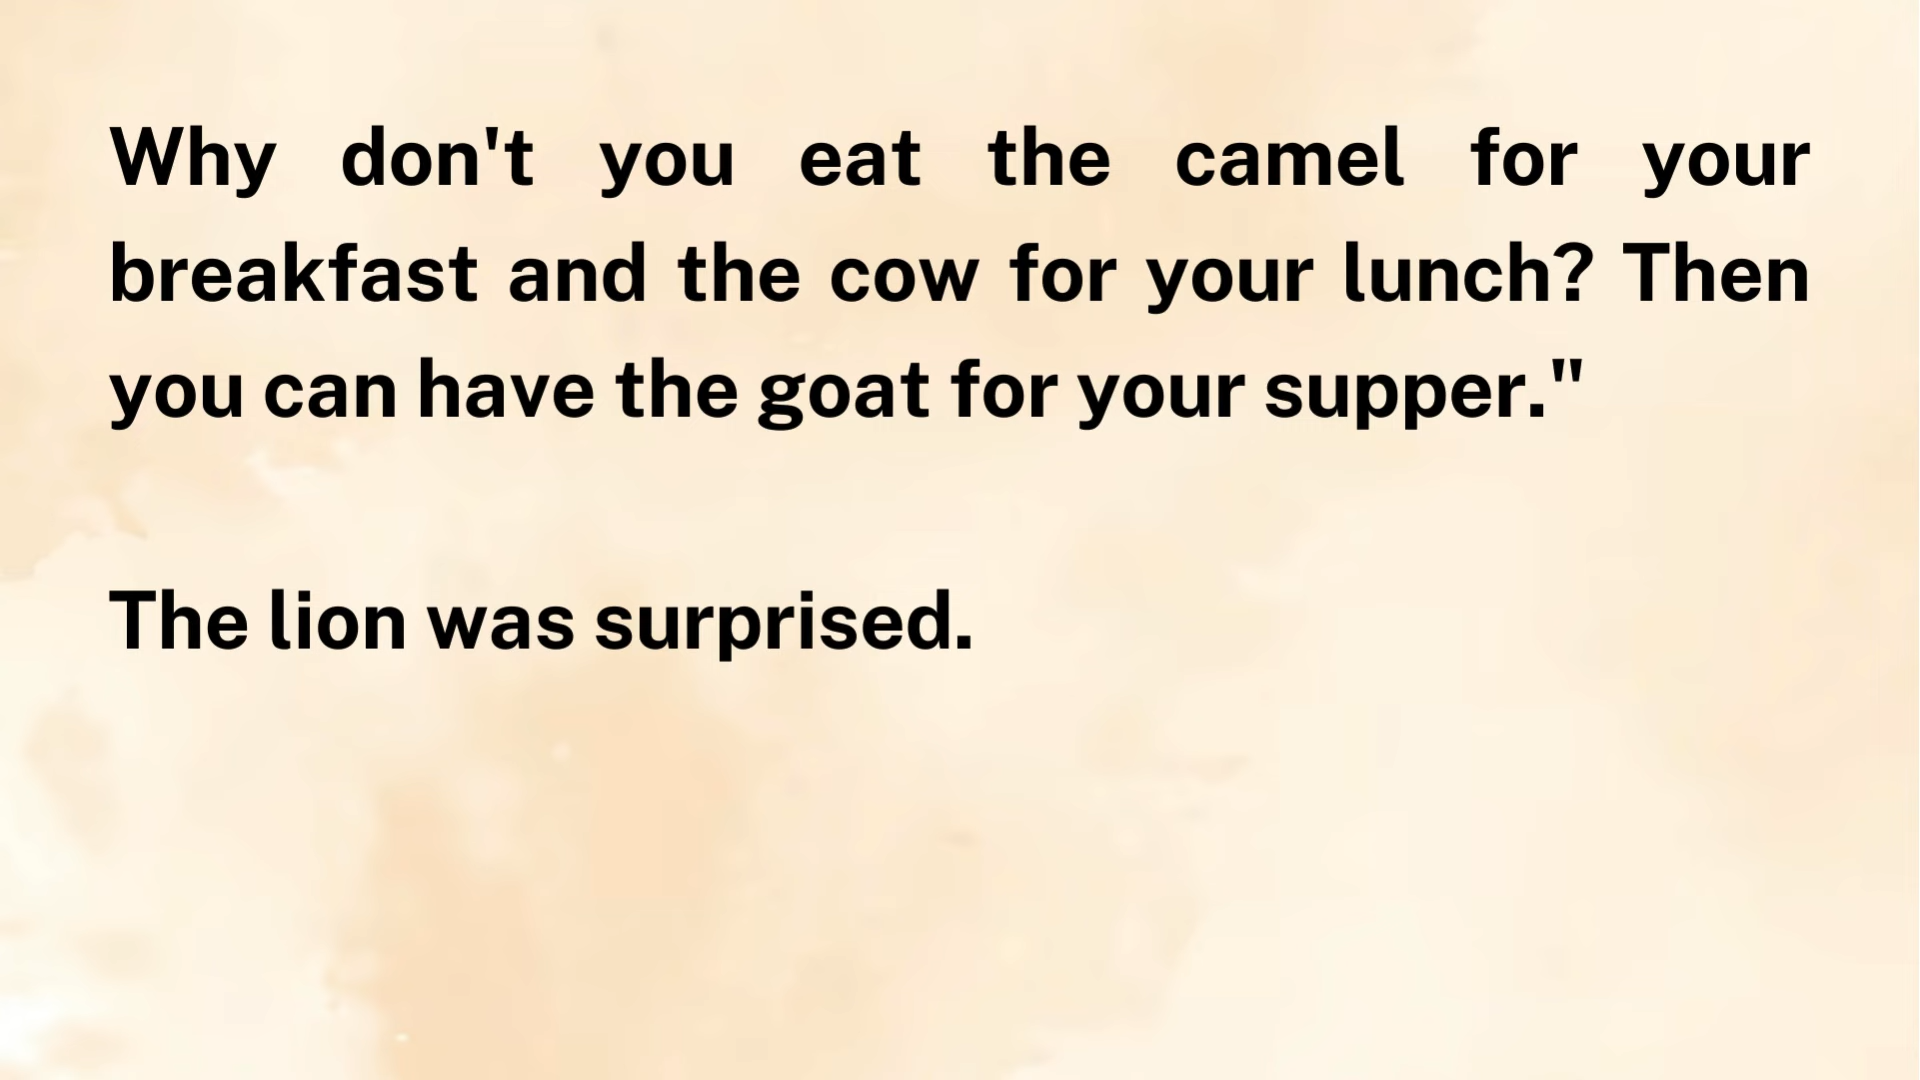 Why don't you eat the camel for your
breakfast and the cow for your lunch? Then
you can have the goat for your supper."
The lion was surprised.